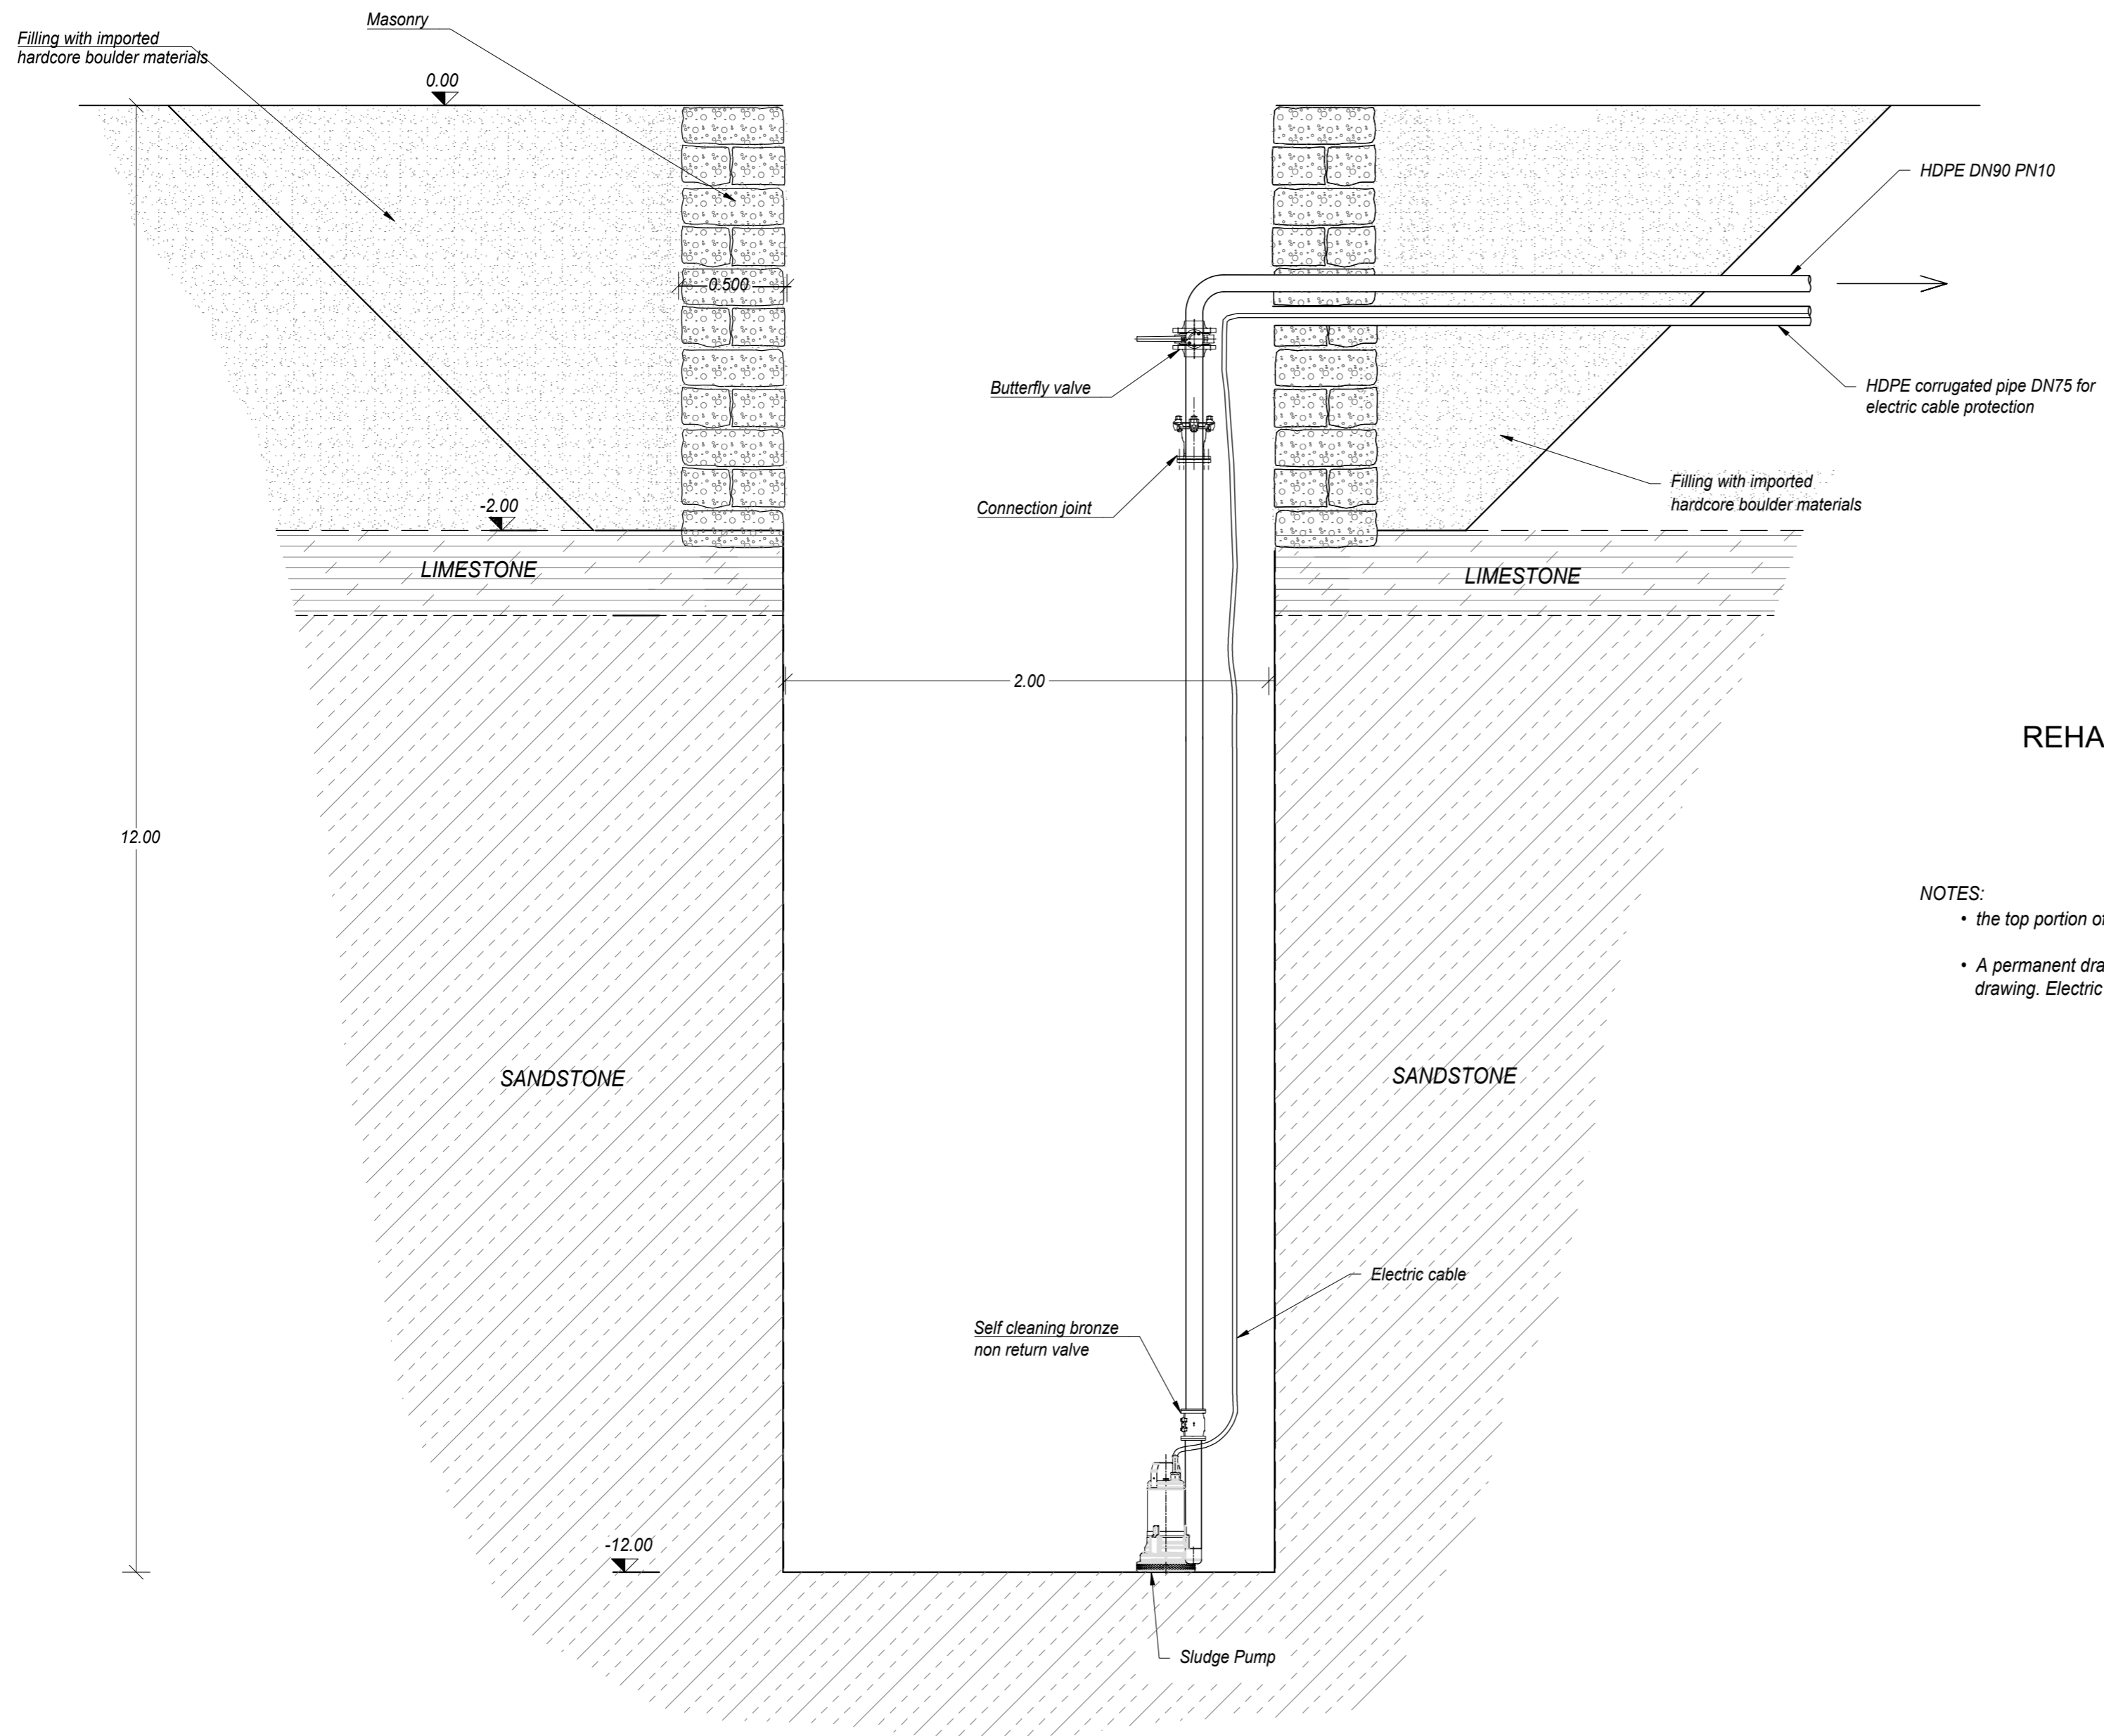 Masonry
Filling with imported
hardcore boulder materials
0.00
HDPE DN90 PN10
0.500
Butterfly valve
HDPE corrugated pipe DN75 for
electric cable protection
Filling with imported
hardcore boulder materials
-2.00
Connection joint
LIMESTONE
LIMESTONE
2.00
REHA
12.00
NOTES:
• the top portion of
• A permanent dra
drawing. Electric
SANDSTONE
SANDSTONE
Electric cable
Self cleaning bronze
non return valve
-12.00
Sludge Pump